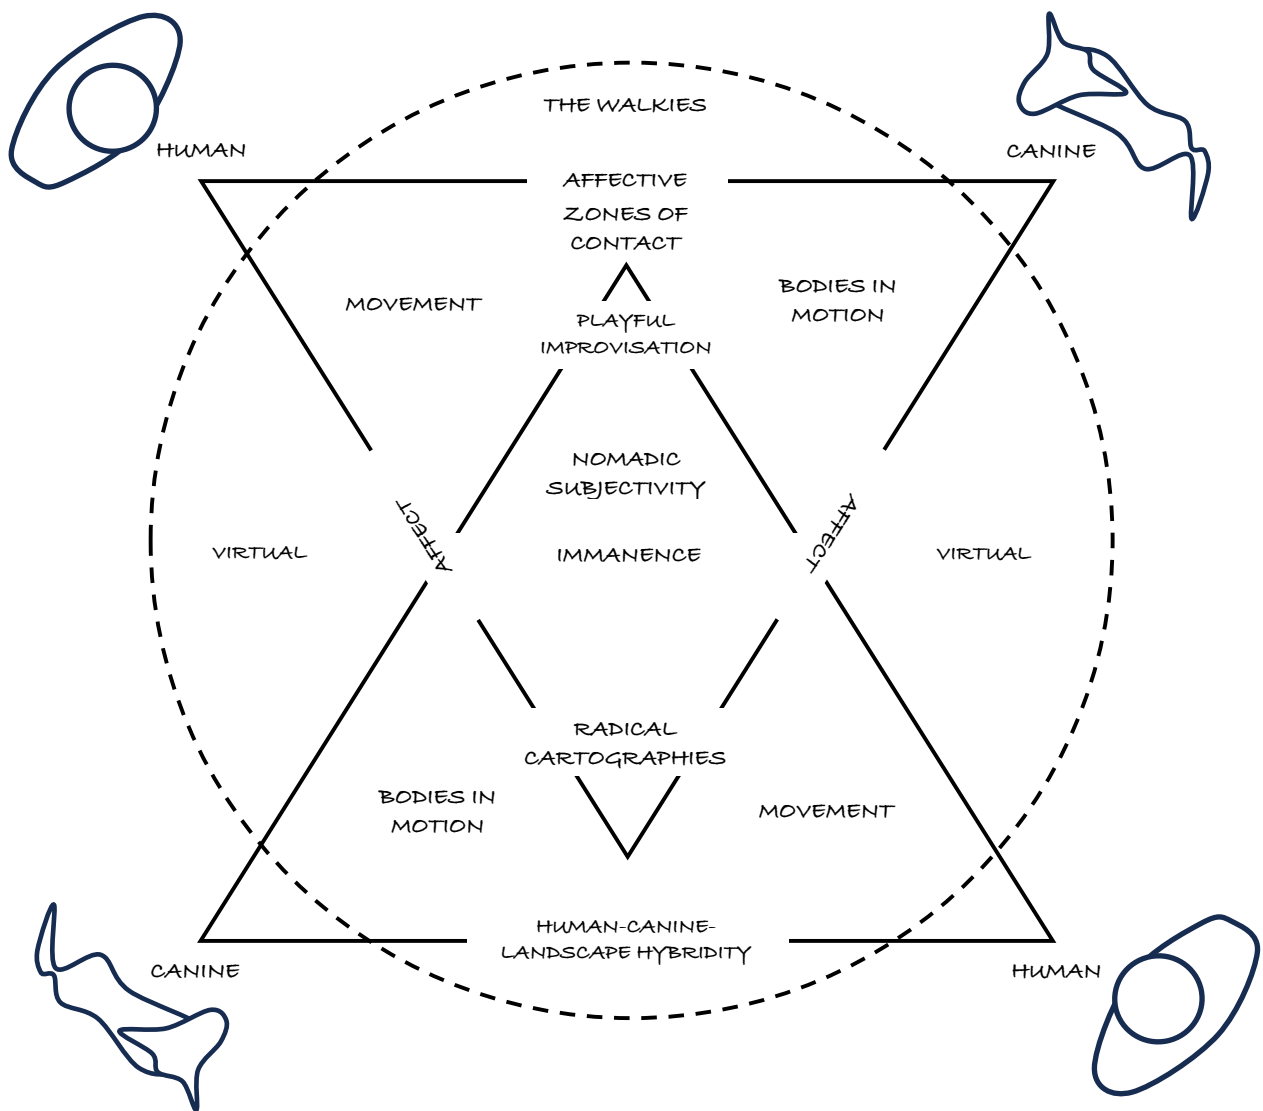 THE WALKIES
HUMAN
CANINE
AFFECTIVE
ZONES OF
CONTACT
MOVEMENT
BODIES IN
MOTION
PLAYFUL
IMPROVISATION
NOMADIC
SUBJECTIVITY
AFFECT
AFFECT
VIRTUAL
IMMANENCE
VIRTUAL
RADICAL
CARTOGRAPHIES
BODIES IN
MOTION
MOVEMENT
HUMAN-CANINE-
LANDSCAPE HYBRIDITY
CANINE
HUMAN